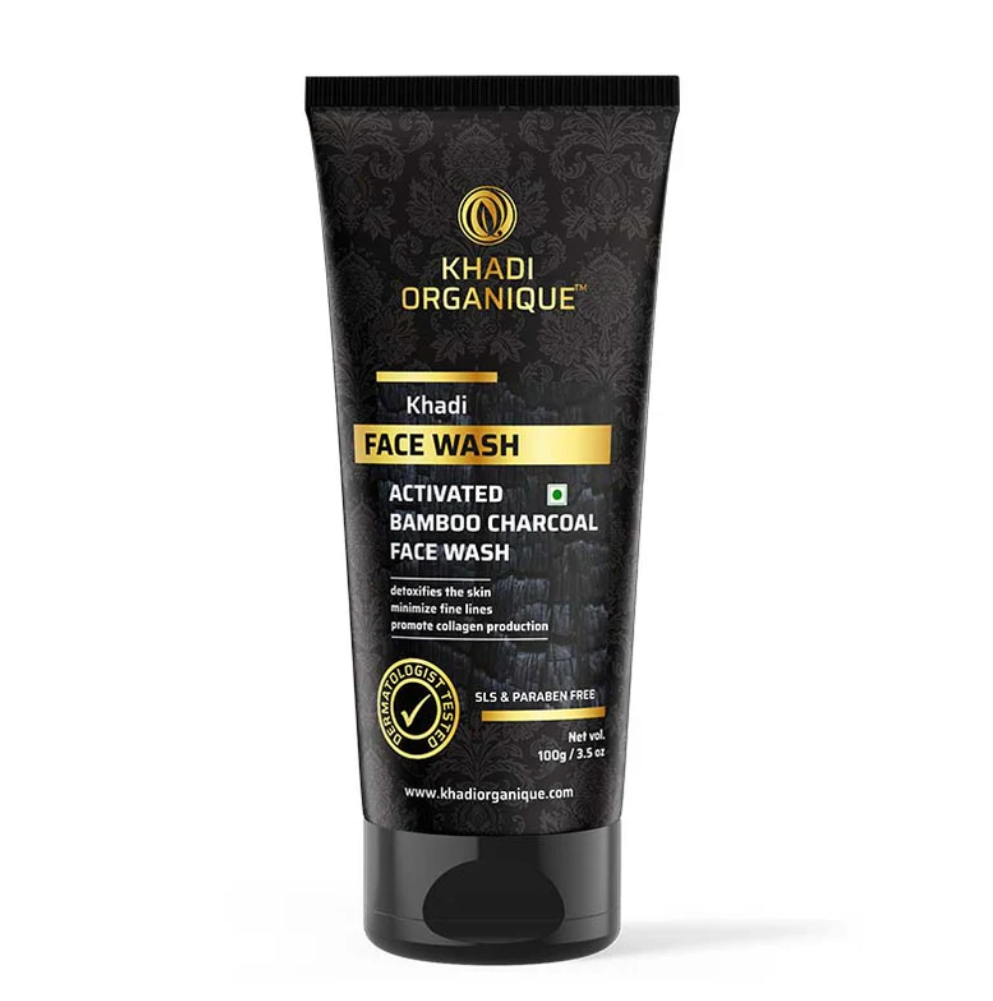 KHADI
ORGANIQUE™
Khadi
FACE WASH
ACTIVATED
BAMBOO CHARCOAL
FACE WASH
detoxifies the skin
minimize fine lines
promote collagen production
DERMATOLOGIST TESTED
SLS & PARABEN FREE
Net vol.
100g / 3.5 oz
www.khadiorganique.com